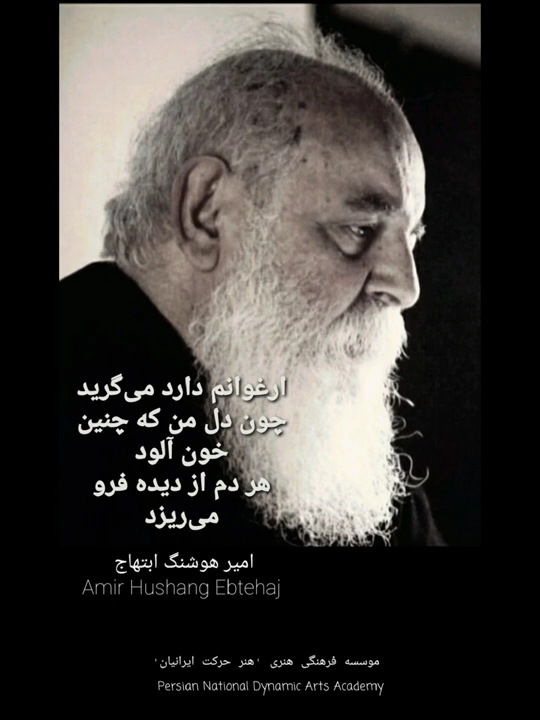 ارغوانم دارد می‌گرید
چون دل من که چنین
خون آلود
هر دم از دیده فرو
می‌ریزد
امیر هوشنگ ابتهاج
Amir Hushang Ebtehaj
موسسه فرهنگی هنری 'هنر حرکت ایرانیان'
Persian National Dynamic Arts Academy